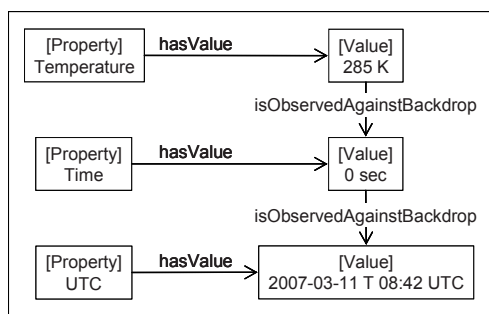 [Property]
Temperature
hasValue
[Value]
285 K
isObservedAgainstBackdrop
[Property]
Time
hasValue
[Value]
0 sec
isObservedAgainstBackdrop
[Property]
UTC
hasValue
[Value]
2007-03-11 T 08:42 UTC